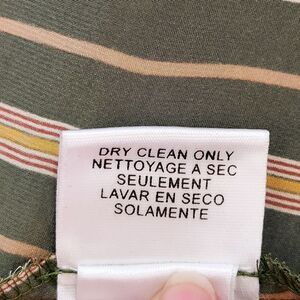 DRY CLEAN ONLY
NETTOYAGE A SEC
SEULEMENT
LAVAR EN SECO
SOLAMENTE